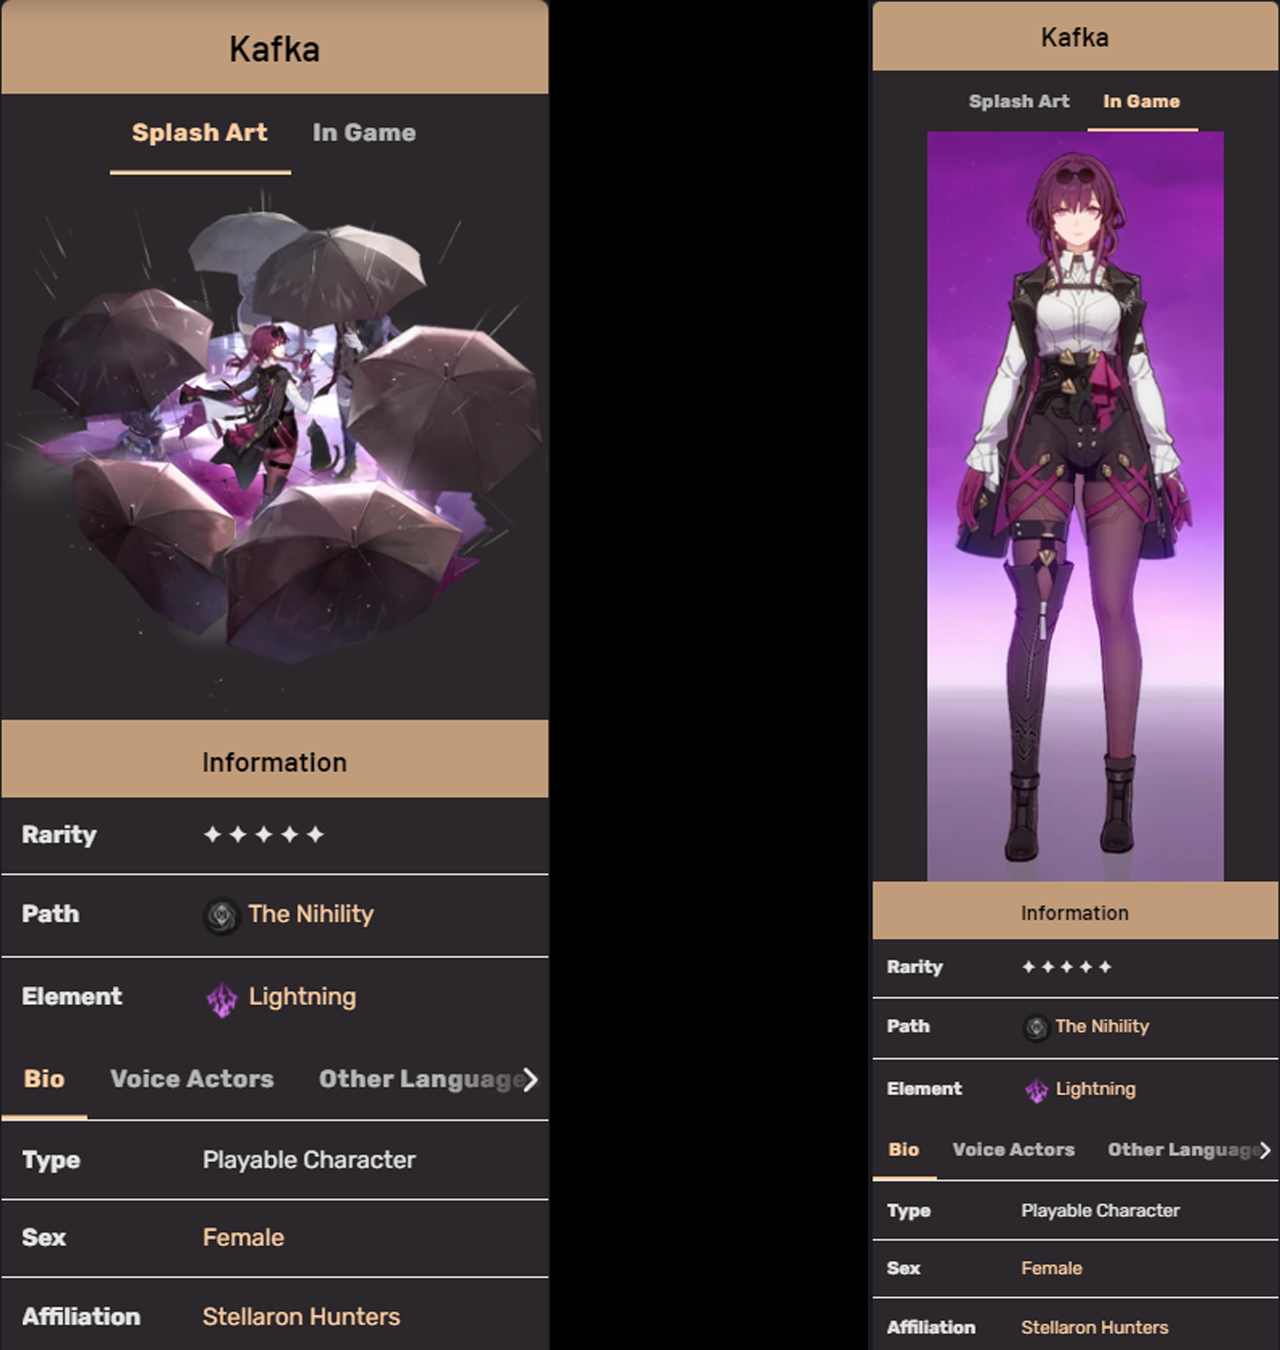 Kafka
Splash Art In Game
Information
Rarity
Path The Nihility
Element Lightning
Bio Voice Actors Other Language
Type Playable Character
Sex Female
Affiliation Stellaron Hunters
Kafka
Splash Art In Game
Information
Rarity
Path The Nihility
Element Lightning
Bio Voice Actors Other Language
Type Playable Character
Sex Female
Affiliation Stellaron Hunters